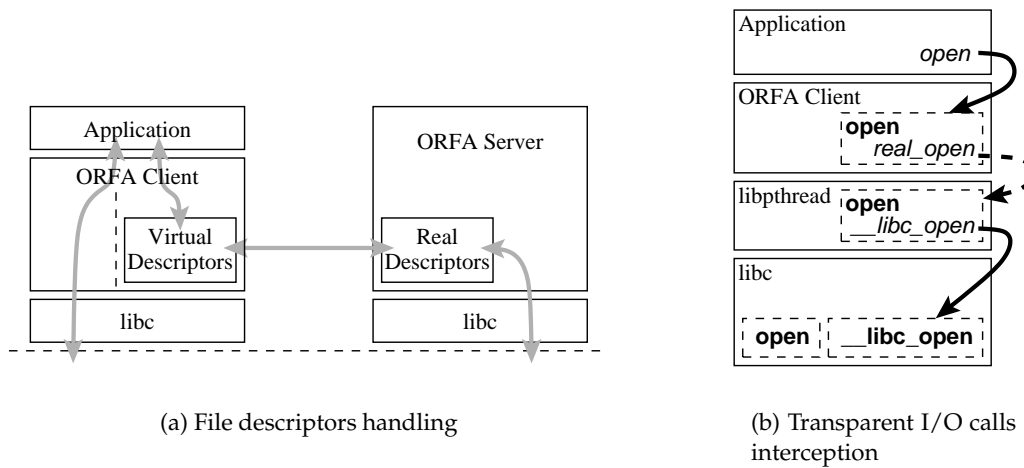 Application
ORFA Client
Virtual
Descriptors
libc
ORFA Server
Real
Descriptors
libc
(a) File descriptors handling
Application
open
ORFA Client
open
real_open
libpthread
open
__libc_open
libc
open
__libc_open
(b) Transparent I/O calls
interception